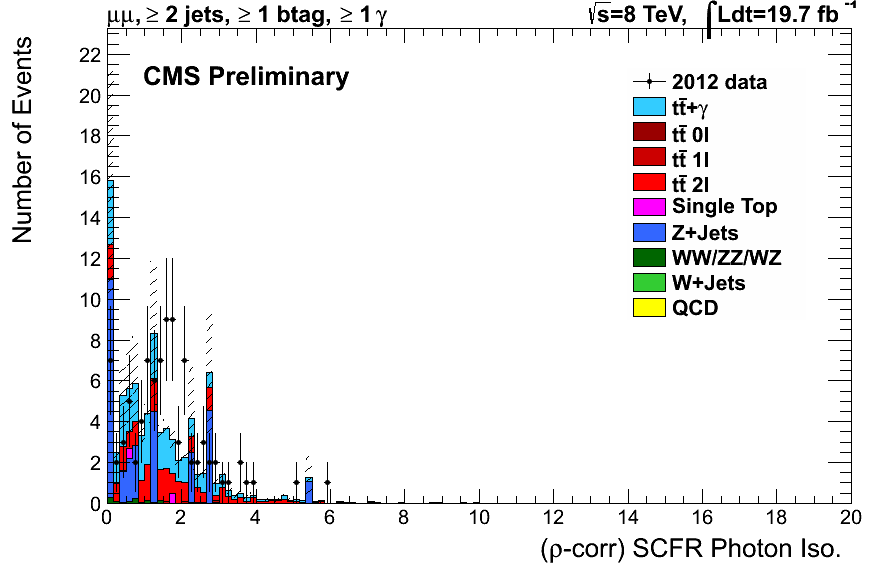 μμ, ≥ 2 jets, ≥ 1 btag, ≥ 1 γ
√s=8 TeV, ∫Ldt=19.7 fb⁻¹
CMS Preliminary
Number of Events
22
20
18
16
14
12
10
8
6
4
2
0
2012 data
tt̄+γ
tt̄ 0l
tt̄ 1l
tt̄ 2l
Single Top
Z+Jets
WW/ZZ/WZ
W+Jets
QCD
0 2 4 6 8 10 12 14 16 18 20
(ρ-corr) SCFR Photon Iso.